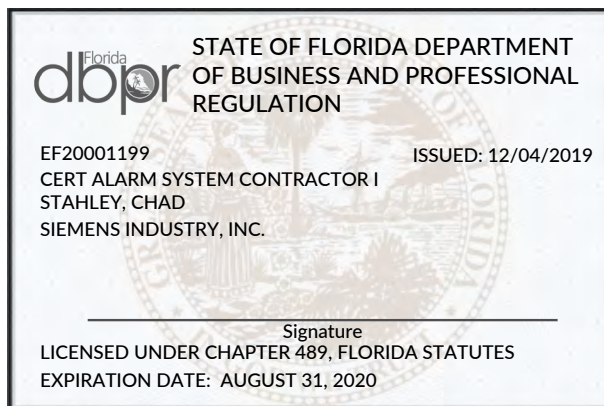 Florida
dbpr
STATE OF FLORIDA DEPARTMENT
OF BUSINESS AND PROFESSIONAL
REGULATION
EF20001199
ISSUED: 12/04/2019
CERT ALARM SYSTEM CONTRACTOR I
STAHLEY, CHAD
SIEMENS INDUSTRY, INC.
Signature
LICENSED UNDER CHAPTER 489, FLORIDA STATUTES
EXPIRATION DATE: AUGUST 31, 2020